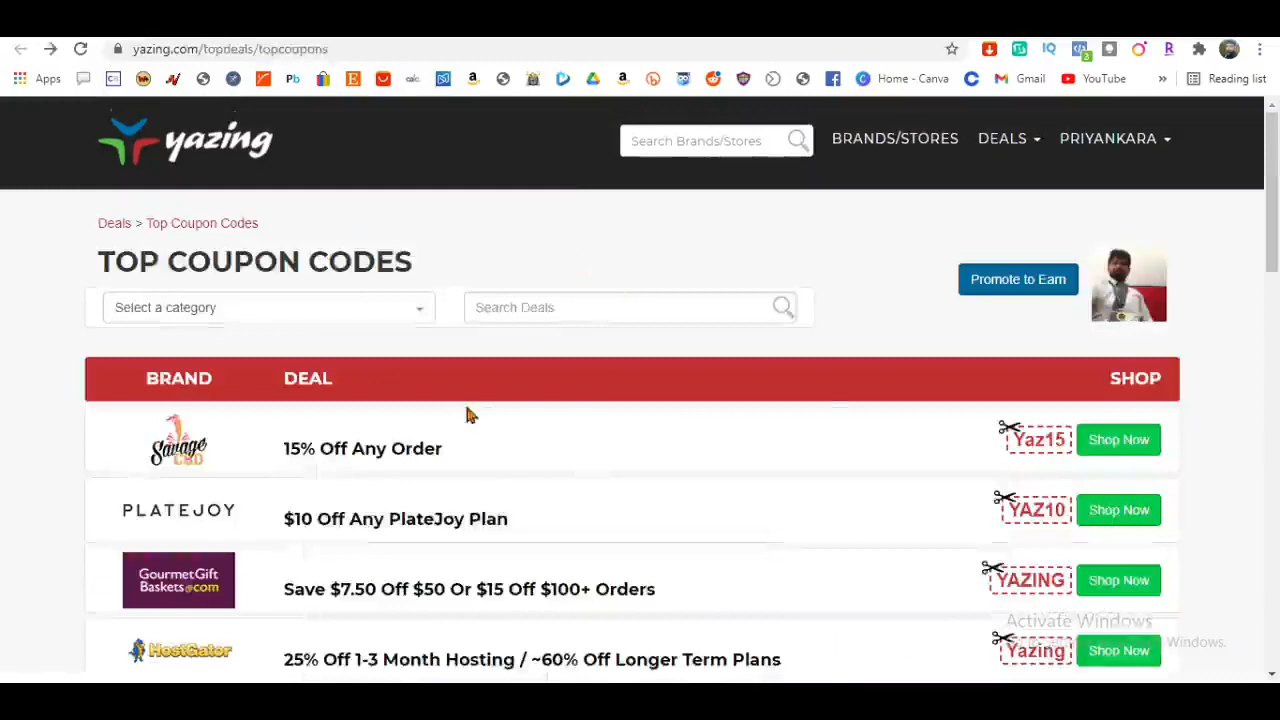 yazing.com/topdeals/topcoupons
Apps
Home - Canva
Gmail
YouTube
»
Reading list
yazing
Search Brands/Stores
BRANDS/STORES
DEALS
PRIYANKARA
Deals > Top Coupon Codes
TOP COUPON CODES
Select a category
Search Deals
Promote to Earn
BRAND
DEAL
SHOP
Savage CBD
15% Off Any Order
Yaz15
Shop Now
PLATEJOY
$10 Off Any PlateJoy Plan
YAZ10
Shop Now
GourmetGift
Baskets.com
Save $7.50 Off $50 Or $15 Off $100+ Orders
YAZING
Shop Now
Activate Windows
HostGator
25% Off 1-3 Month Hosting / ~60% Off Longer Term Plans
Yazing
Shop Now
Windows.